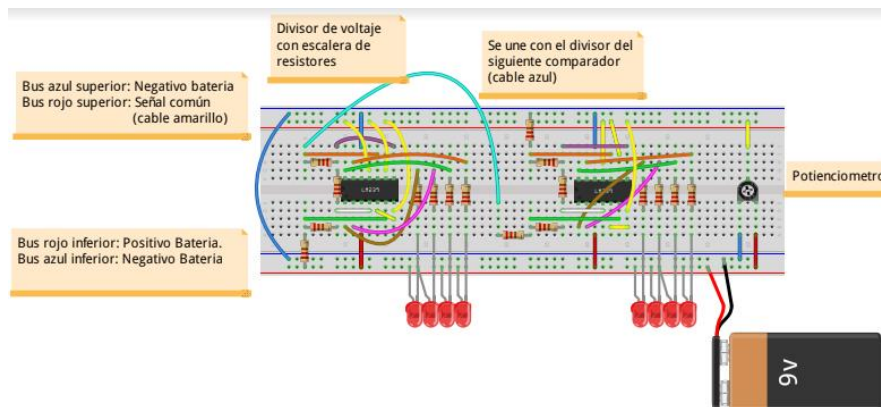 Divisor de voltaje
con escalera de
resistores
Se une con el divisor del
siguiente comparador
(cable azul)
Bus azul superior: Negativo bateria
Bus rojo superior: Señal común
(cable amarillo)
Potienciometro
Bus rojo inferior: Positivo Bateria.
Bus azul inferior: Negativo Bateria
9v